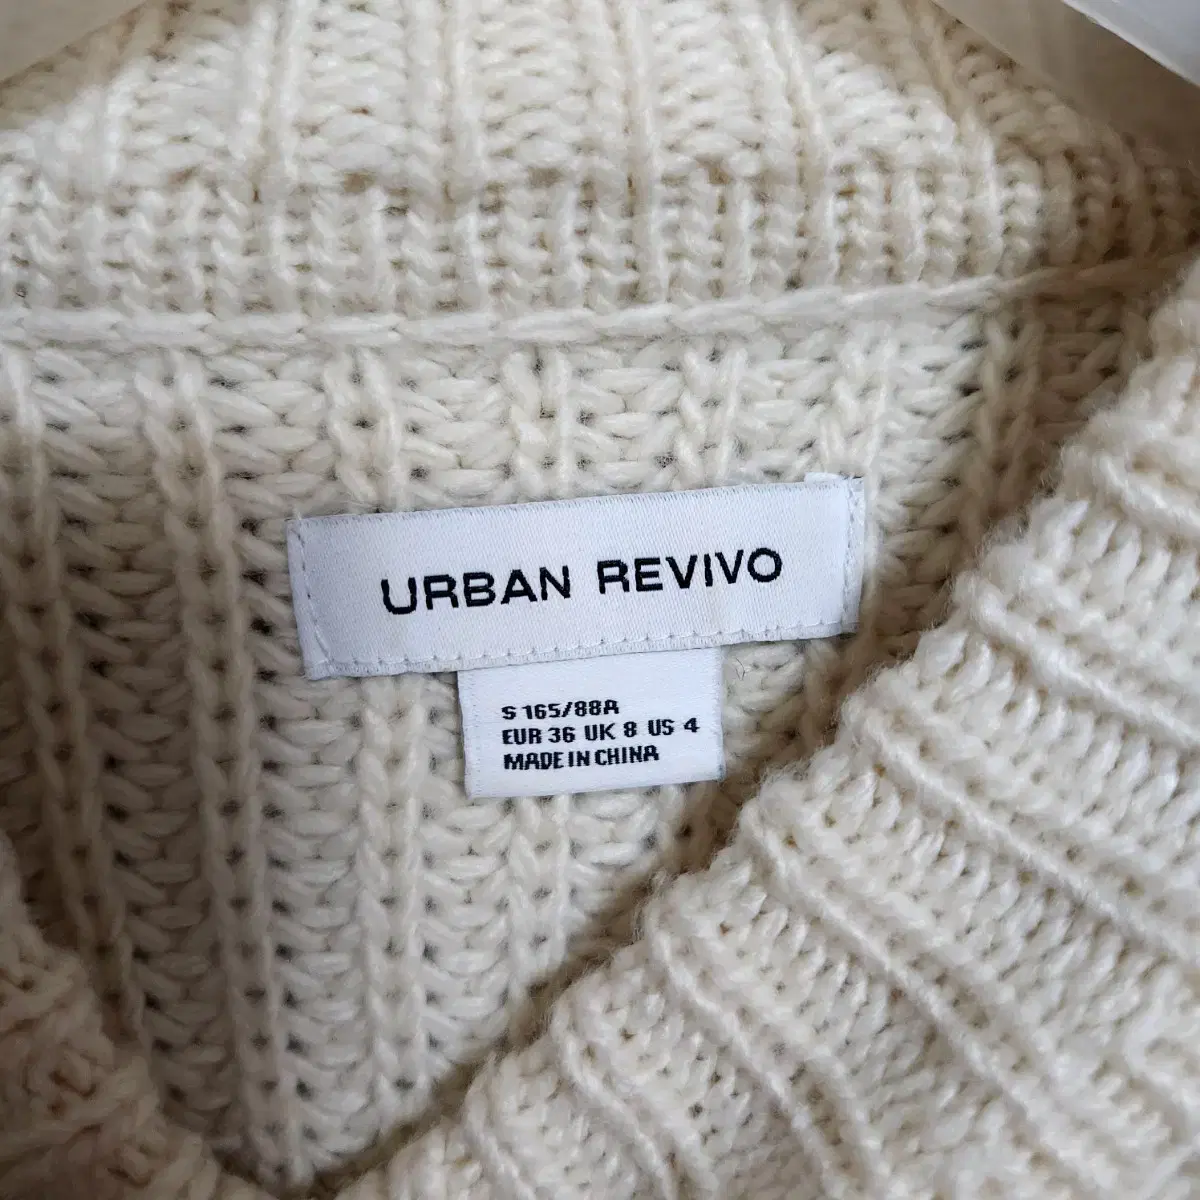 URBAN REVIVO
S 165/88A
EUR 36 UK 8 US 4
MADE IN CHINA